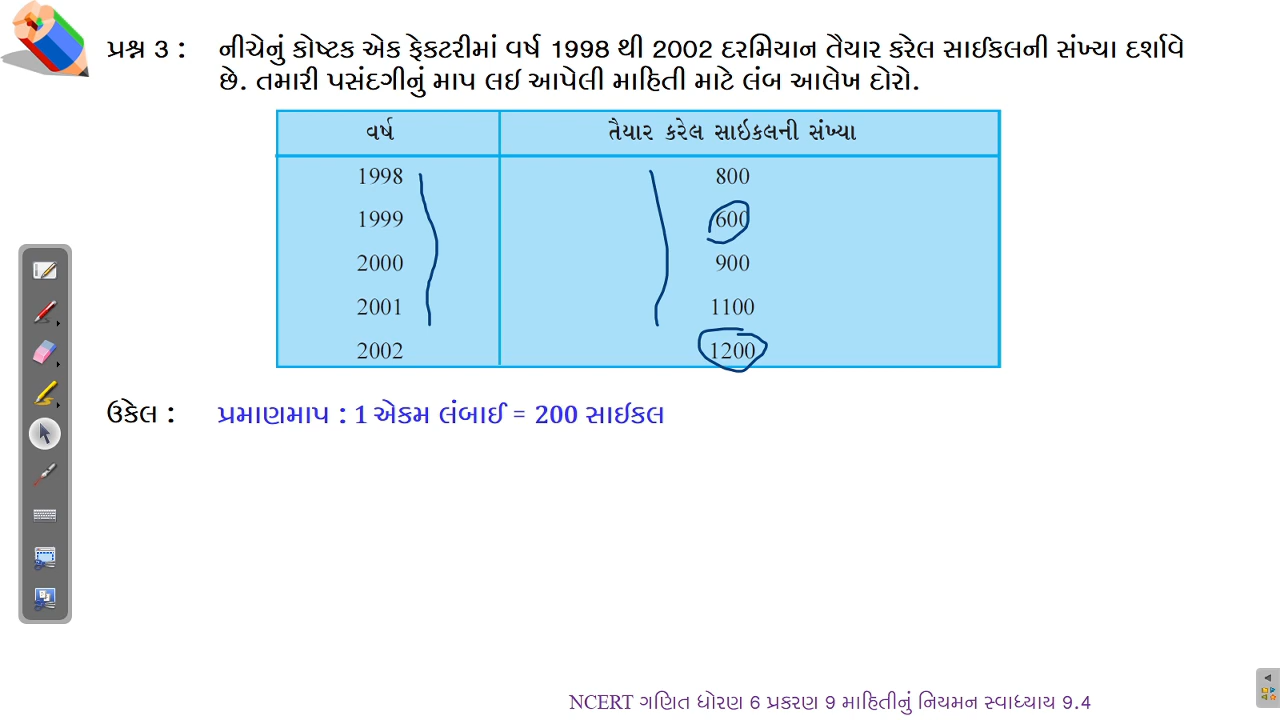 પ્રશ્ન 3 : નીચેનું કોષ્ટક એક ફેકટરીમાં વર્ષ 1998 થી 2002 દરમિયાન તૈયાર કરેલ સાઈકલની સંખ્યા દર્શાવે
છે. તમારી પસંદગીનું માપ લઈ આપેલી માહિતી માટે લંબ આલેખ દોરો.
વર્ષ તૈયાર કરેલ સાઇકલની સંખ્યા
1998 800
1999 600
2000 900
2001 1100
2002 1200
ઉકેલ : પ્રમાણમાપ : 1 એકમ લંબાઈ = 200 સાઈકલ
NCERT ગણિત ધોરણ 6 પ્રકરણ 9 માહિતીનું નિયમન સ્વાધ્યાય 9.4